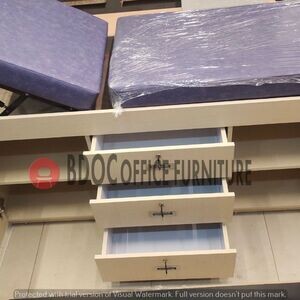 BDOC OFFICE FURNITURE
Protected with trial version of Visual Watermark. Full version doesn't put this mark.